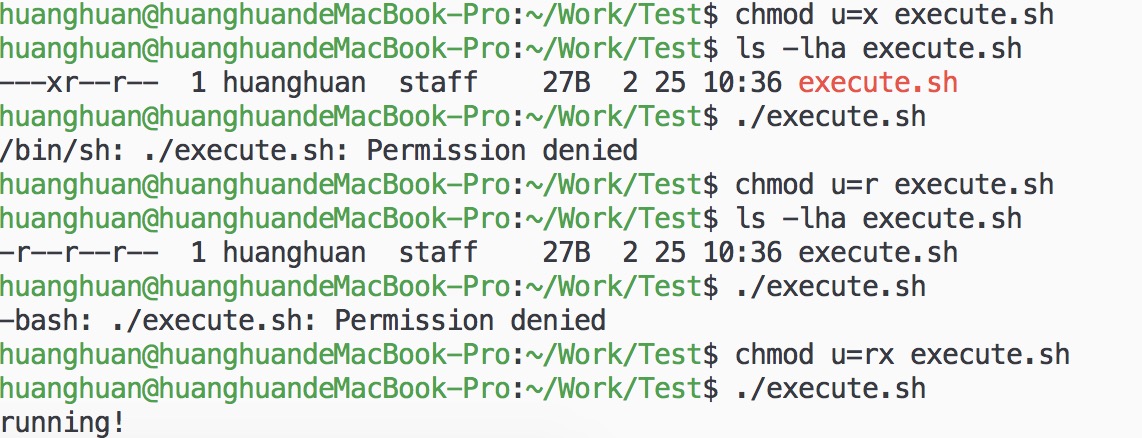 huanghuan@huanghuandeMacBook-Pro:~/Work/Test$ chmod u=x execute.sh
huanghuan@huanghuandeMacBook-Pro:~/Work/Test$ ls -lha execute.sh
---xr--r--  1 huanghuan  staff    27B  2 25 10:36 execute.sh
huanghuan@huanghuandeMacBook-Pro:~/Work/Test$ ./execute.sh
/bin/sh: ./execute.sh: Permission denied
huanghuan@huanghuandeMacBook-Pro:~/Work/Test$ chmod u=r execute.sh
huanghuan@huanghuandeMacBook-Pro:~/Work/Test$ ls -lha execute.sh
-r--r--r--  1 huanghuan  staff    27B  2 25 10:36 execute.sh
huanghuan@huanghuandeMacBook-Pro:~/Work/Test$ ./execute.sh
-bash: ./execute.sh: Permission denied
huanghuan@huanghuandeMacBook-Pro:~/Work/Test$ chmod u=rx execute.sh
huanghuan@huanghuandeMacBook-Pro:~/Work/Test$ ./execute.sh
running!